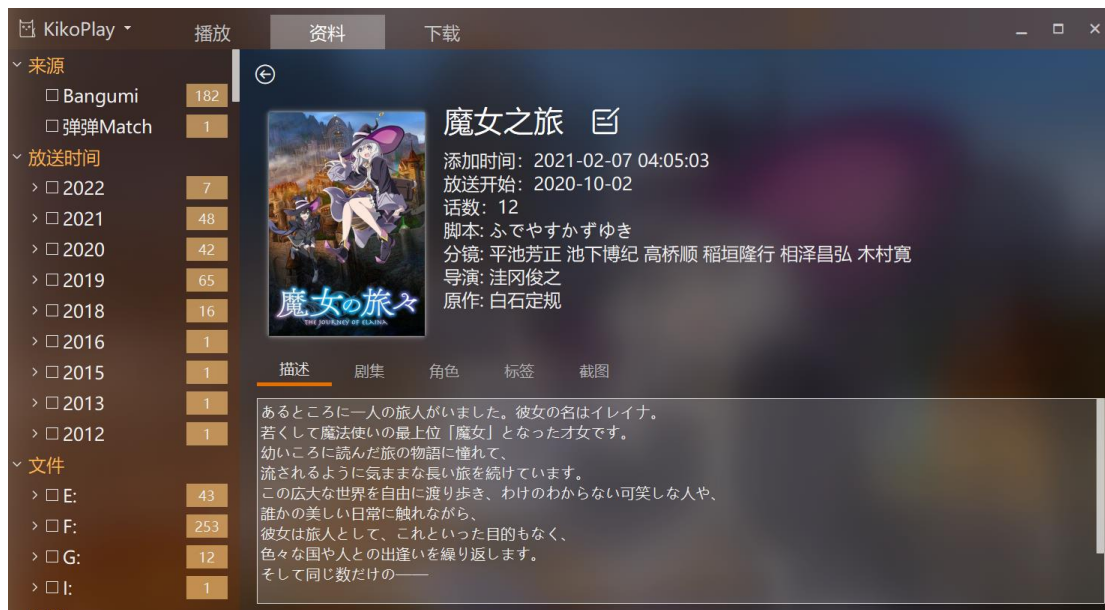 KikoPlay
播放
资料
下载
来源
Bangumi 182
弹弹Match 1
放送时间
2022 7
2021 48
2020 42
2019 65
2018 16
2016 1
2015 1
2013 1
2012 1
文件
E: 43
F: 253
G: 12
I: 1
魔女の旅々
THE JOURNEY OF ELAINA
魔女之旅
添加时间：2021-02-07 04:05:03
放送开始：2020-10-02
话数：12
脚本: ふでやすかずゆき
分镜: 平池芳正 池下博纪 高桥顺 稲垣隆行 相泽昌弘 木村寛
导演: 洼冈俊之
原作: 白石定规
描述 剧集 角色 标签 截图
あるところに一人の旅人がいました。彼女の名はイレイナ。
若くして魔法使いの最上位「魔女」となった才女です。
幼いころに読んだ旅の物語に憧れて、
流されるように気ままな長い旅を続けています。
この広大な世界を自由に渡り歩き、わけのわからない可笑しな人や、
誰かの美しい日常に触れながら、
彼女は旅人として、これといった目的もなく、
色々な国や人との出逢いを繰り返します。
そして同じ数だけの――